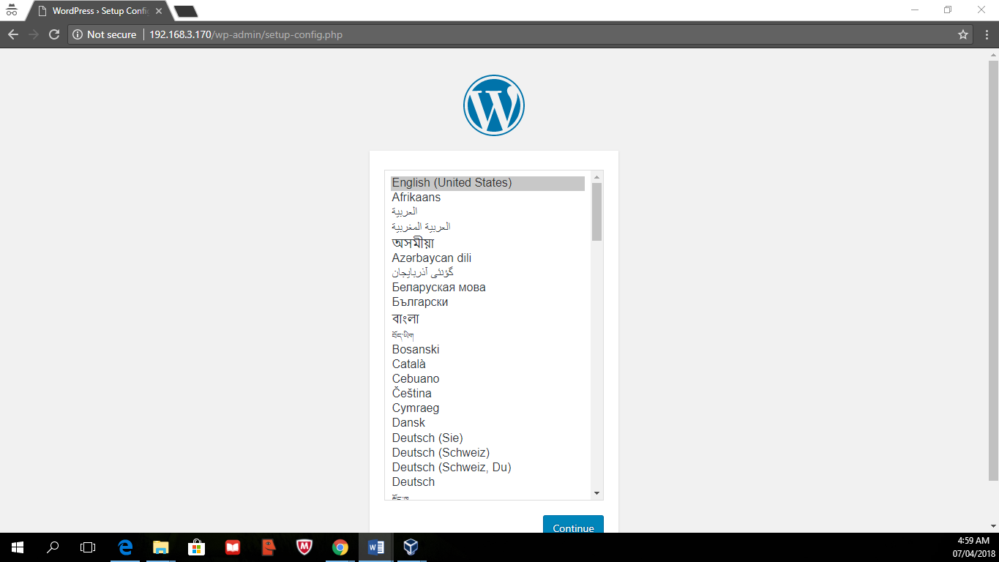 WordPress › Setup Config
Not secure
192.168.3.170/wp-admin/setup-config.php
English (United States)
Afrikaans
العربية
العربية المغربية
অসমীয়া
Azərbaycan dili
گؤنئی آذربایجان
Беларуская мова
Български
বাংলা
བོད་ཡིག
Bosanski
Català
Cebuano
Čeština
Cymraeg
Dansk
Deutsch (Sie)
Deutsch (Schweiz)
Deutsch (Schweiz, Du)
Deutsch
Continue
4:59 AM
07/04/2018